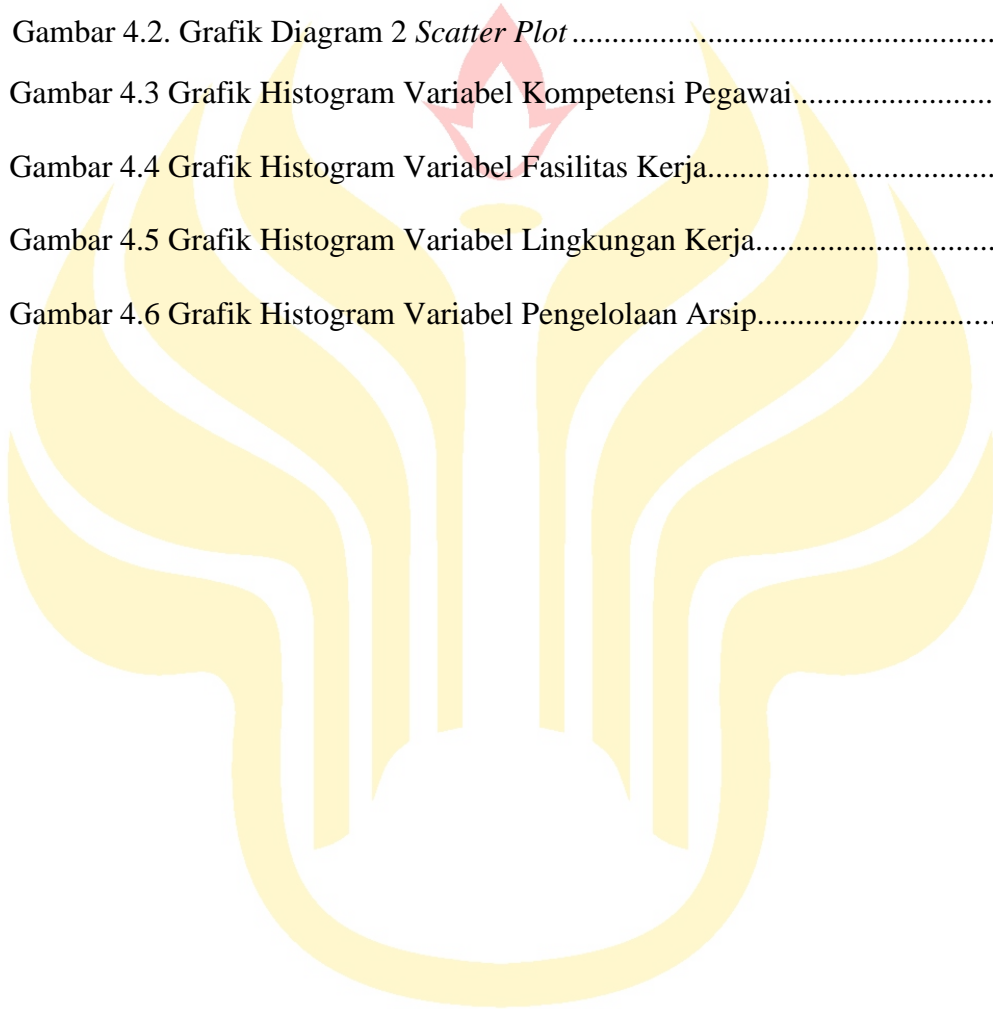 Gambar 4.2. Grafik Diagram 2 Scatter Plot............................................................
Gambar 4.3 Grafik Histogram Variabel Kompetensi Pegawai.........................
Gambar 4.4 Grafik Histogram Variabel Fasilitas Kerja....................................
Gambar 4.5 Grafik Histogram Variabel Lingkungan Kerja..............................
Gambar 4.6 Grafik Histogram Variabel Pengelolaan Arsip..............................